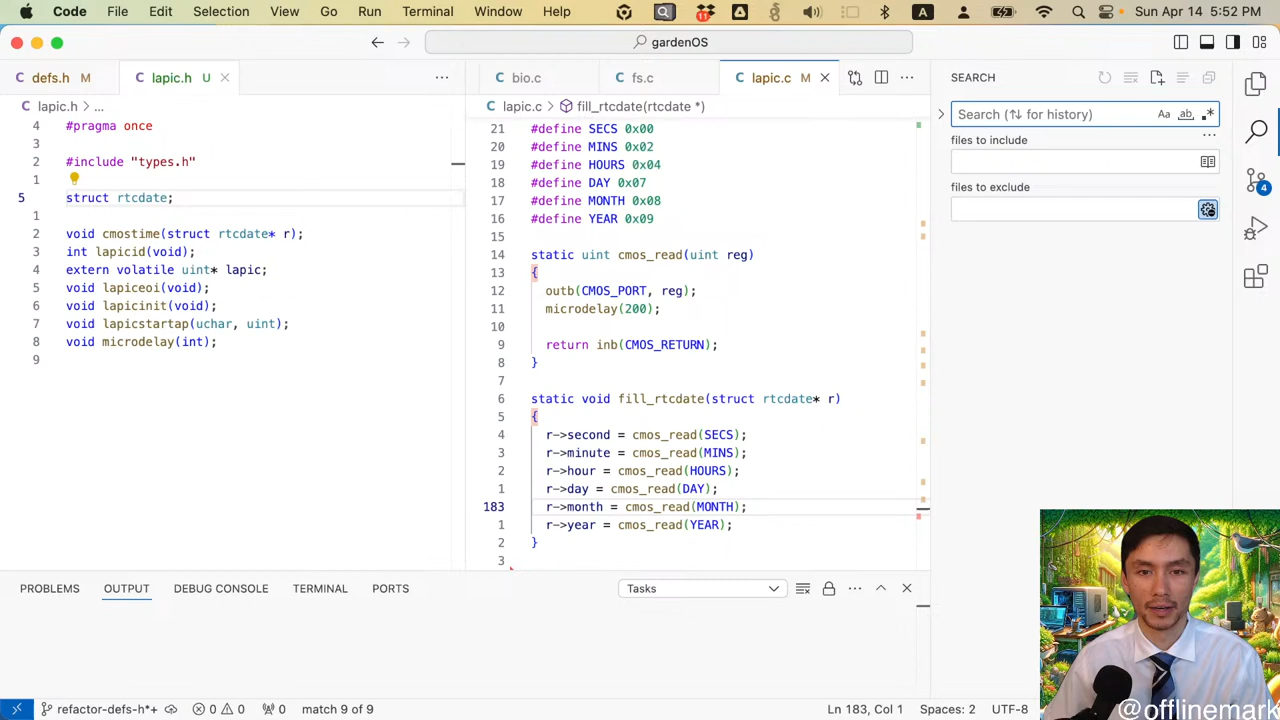 Code File Edit Selection View Go Run Terminal Window Help
11
A
Sun Apr 14 5:52 PM
gardenOS
defs.h M
lapic.h U
bio.c
fs.c
lapic.c M
SEARCH
lapic.h > ...
lapic.c > fill_rtcdate(rtcdate *)
4 #pragma once
3
2 #include "types.h"
1
5 struct rtcdate;
1
2 void cmostime(struct rtcdate* r);
3 int lapicid(void);
4 extern volatile uint* lapic;
5 void lapiceoi(void);
6 void lapicinit(void);
7 void lapicstartap(uchar, uint);
8 void microdelay(int);
9
21 #define SECS 0x00
20 #define MINS 0x02
19 #define HOURS 0x04
18 #define DAY 0x07
17 #define MONTH 0x08
16 #define YEAR 0x09
15
14 static uint cmos_read(uint reg)
13 {
12 outb(CMOS_PORT, reg);
11 microdelay(200);
10
9 return inb(CMOS_RETURN);
8 }
7
6 static void fill_rtcdate(struct rtcdate* r)
5 {
4 r->second = cmos_read(SECS);
3 r->minute = cmos_read(MINS);
2 r->hour = cmos_read(HOURS);
1 r->day = cmos_read(DAY);
183 r->month = cmos_read(MONTH);
1 r->year = cmos_read(YEAR);
2 }
3
Search (⇅ for history) Aa ab .*
files to include
files to exclude
4
PROBLEMS OUTPUT DEBUG CONSOLE TERMINAL PORTS
Tasks
refactor-defs-h*+ 0 0 0 match 9 of 9
Ln 183, Col 1 Spaces: 2 UTF-8
@offlinemark